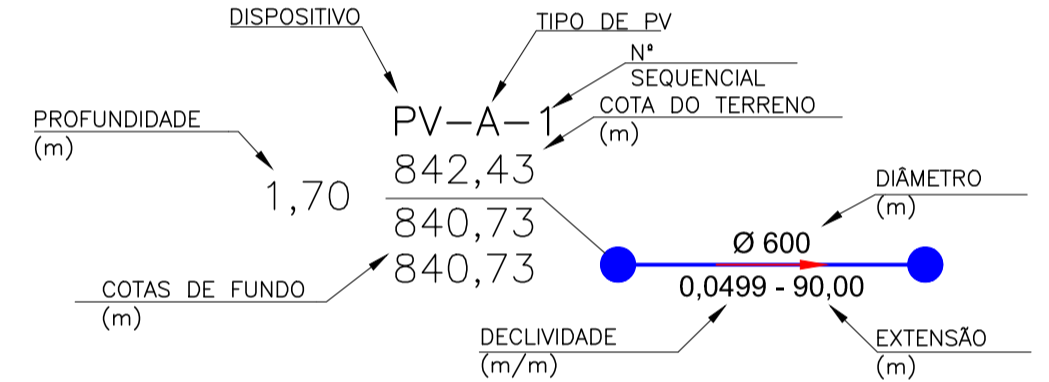 DISPOSITIVO
TIPO DE PV
Nº
SEQUENCIAL
PV-A-1
COTA DO TERRENO
(m)
PROFUNDIDADE
(m)
842,43
1,70
840,73
840,73
DIÂMETRO
(m)
Ø 600
0,0499 - 90,00
COTAS DE FUNDO
(m)
DECLIVIDADE
(m/m)
EXTENSÃO
(m)